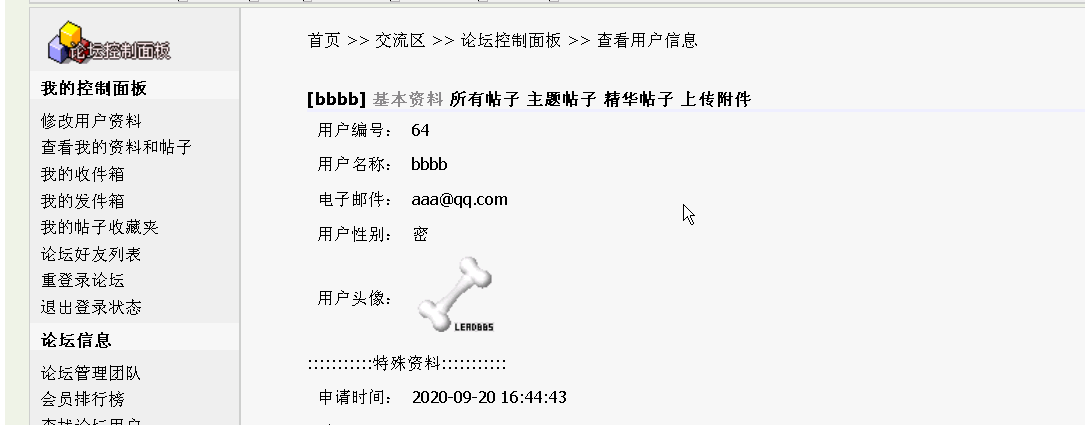 论坛控制面板
我的控制面板
修改用户资料
查看我的资料和帖子
我的收件箱
我的发件箱
我的帖子收藏夹
论坛好友列表
重登录论坛
退出登录状态
论坛信息
论坛管理团队
会员排行榜
查找论坛用户
首页 >> 交流区 >> 论坛控制面板 >> 查看用户信息
[bbbb] 基本资料 所有帖子 主题帖子 精华帖子 上传附件
用户编号： 64
用户名称： bbbb
电子邮件： aaa@qq.com
用户性别： 密
用户头像：
LEADBBS
:::::::::::特殊资料:::::::::::
申请时间： 2020-09-20 16:44:43